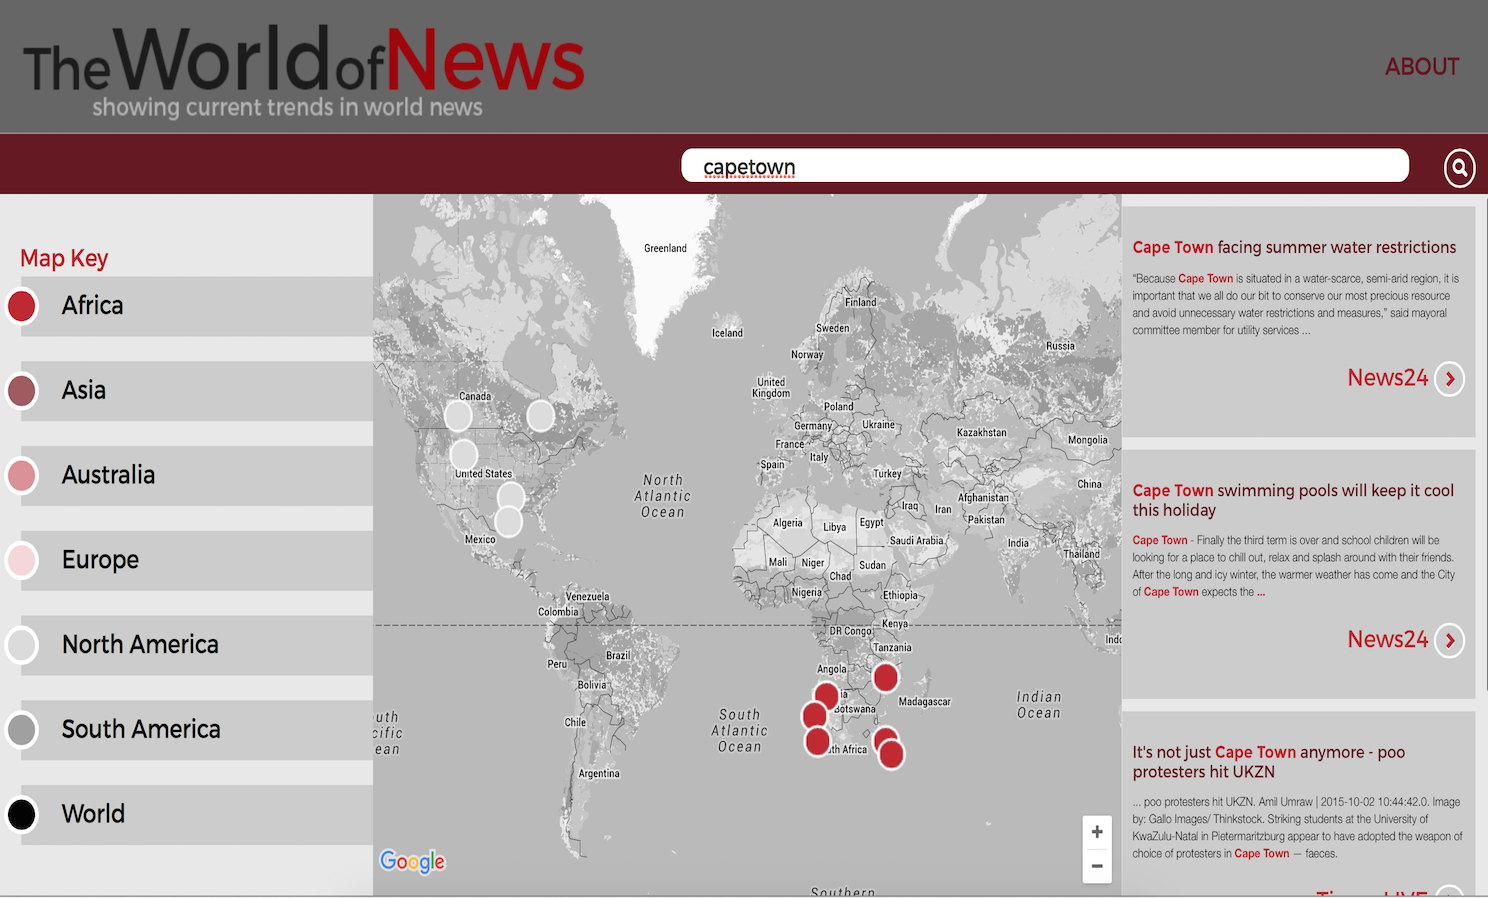 TheWorldofNews
showing current trends in world news
ABOUT
capetown
Map Key
Africa
Asia
Australia
Europe
North America
South America
World
Greenland
Finland
Iceland
Sweden
Norway
Russia
United
Kingdom
Canada
Poland
Germany
Ukraine
Kazakhstan
Mongolia
France
Italy
Spain
Turkey
United States
North
Atlantic
Ocean
China
Iraq
Iran
Afghanistan
Pakistan
Algeria
Libya
Egypt
Saudi Arabia
India
Thailand
Mexico
Mali
Niger
Chad
Sudan
Nigeria
Ethiopia
Venezuela
Colombia
DR Congo
Kenya
Indo
Tanzania
Peru
Brazil
Angola
ia
Bolivia
Botswana
Madagascar
Indian
Ocean
uth
cific
ean
Chile
South
Atlantic
Ocean
th Africa
Argentina
Southern
Google
+
−
Cape Town facing summer water restrictions
“Because Cape Town is situated in a water-scarce, semi-arid region, it is
important that we all do our bit to conserve our most precious resource
and avoid unnecessary water restrictions and measures,” said mayoral
committee member for utility services ...
News24
Cape Town swimming pools will keep it cool
this holiday
Cape Town - Finally the third term is over and school children will be
looking for a place to chill out, relax and splash around with their friends.
After the long and icy winter, the warmer weather has come and the City
of Cape Town expects the ...
News24
It's not just Cape Town anymore - poo
protesters hit UKZN
... poo protesters hit UKZN. Amil Umraw | 2015-10-02 10:44:42.0. Image
by: Gallo Images/ Thinkstock. Striking students at the University of
KwaZulu-Natal in Pietermaritzburg appear to have adopted the weapon of
choice of protesters in Cape Town — faeces.